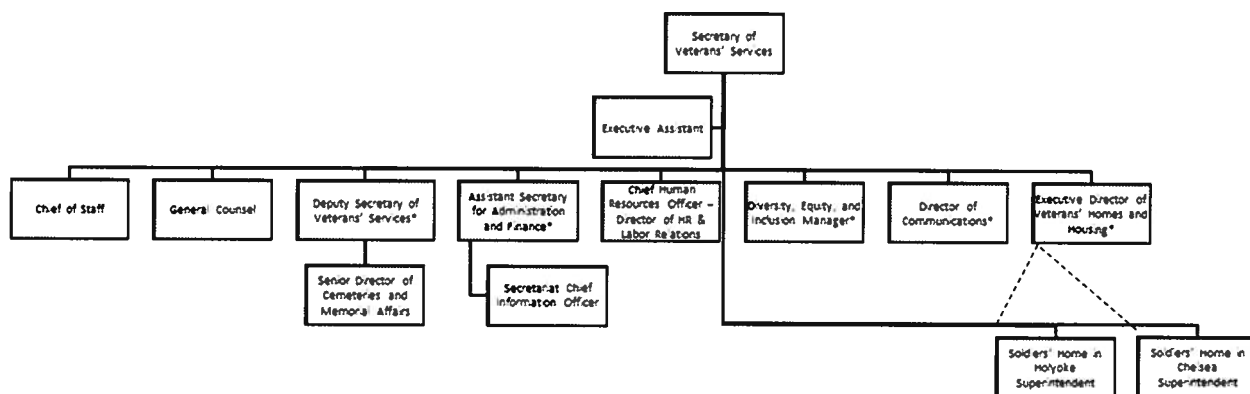 Secretary of
Veterans' Services
Executive Assistant
Chief of Staff
General Counsel
Deputy Secretary of
Veterans' Services*
Assistant Secretary
for Administration
and Finance*
Chief Human
Resources Officer –
Director of HR &
Labor Relations
Diversity, Equity, and
Inclusion Manager*
Director of
Communications*
Executive Director of
Veterans' Homes and
Housing*
Senior Director of
Cemeteries and
Memorial Affairs
Secretariat Chief
Information Officer
Soldiers' Home in
Holyoke
Superintendent
Soldiers' Home in
Chelsea
Superintendent